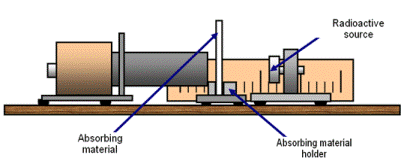 Radioactive
source
Absorbing
material
Absorbing material
holder